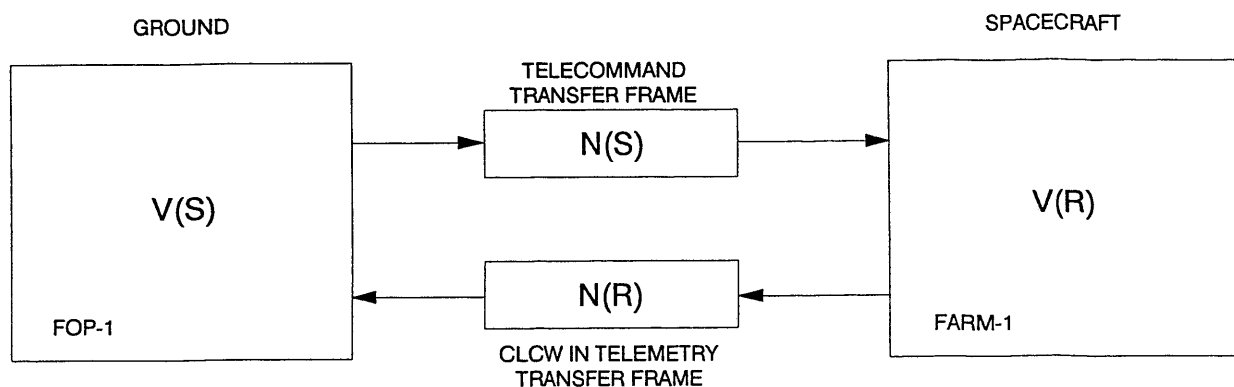 GROUND
SPACECRAFT
TELECOMMAND
TRANSFER FRAME
N(S)
V(S)
V(R)
N(R)
FOP-1
FARM-1
CLCW IN TELEMETRY
TRANSFER FRAME